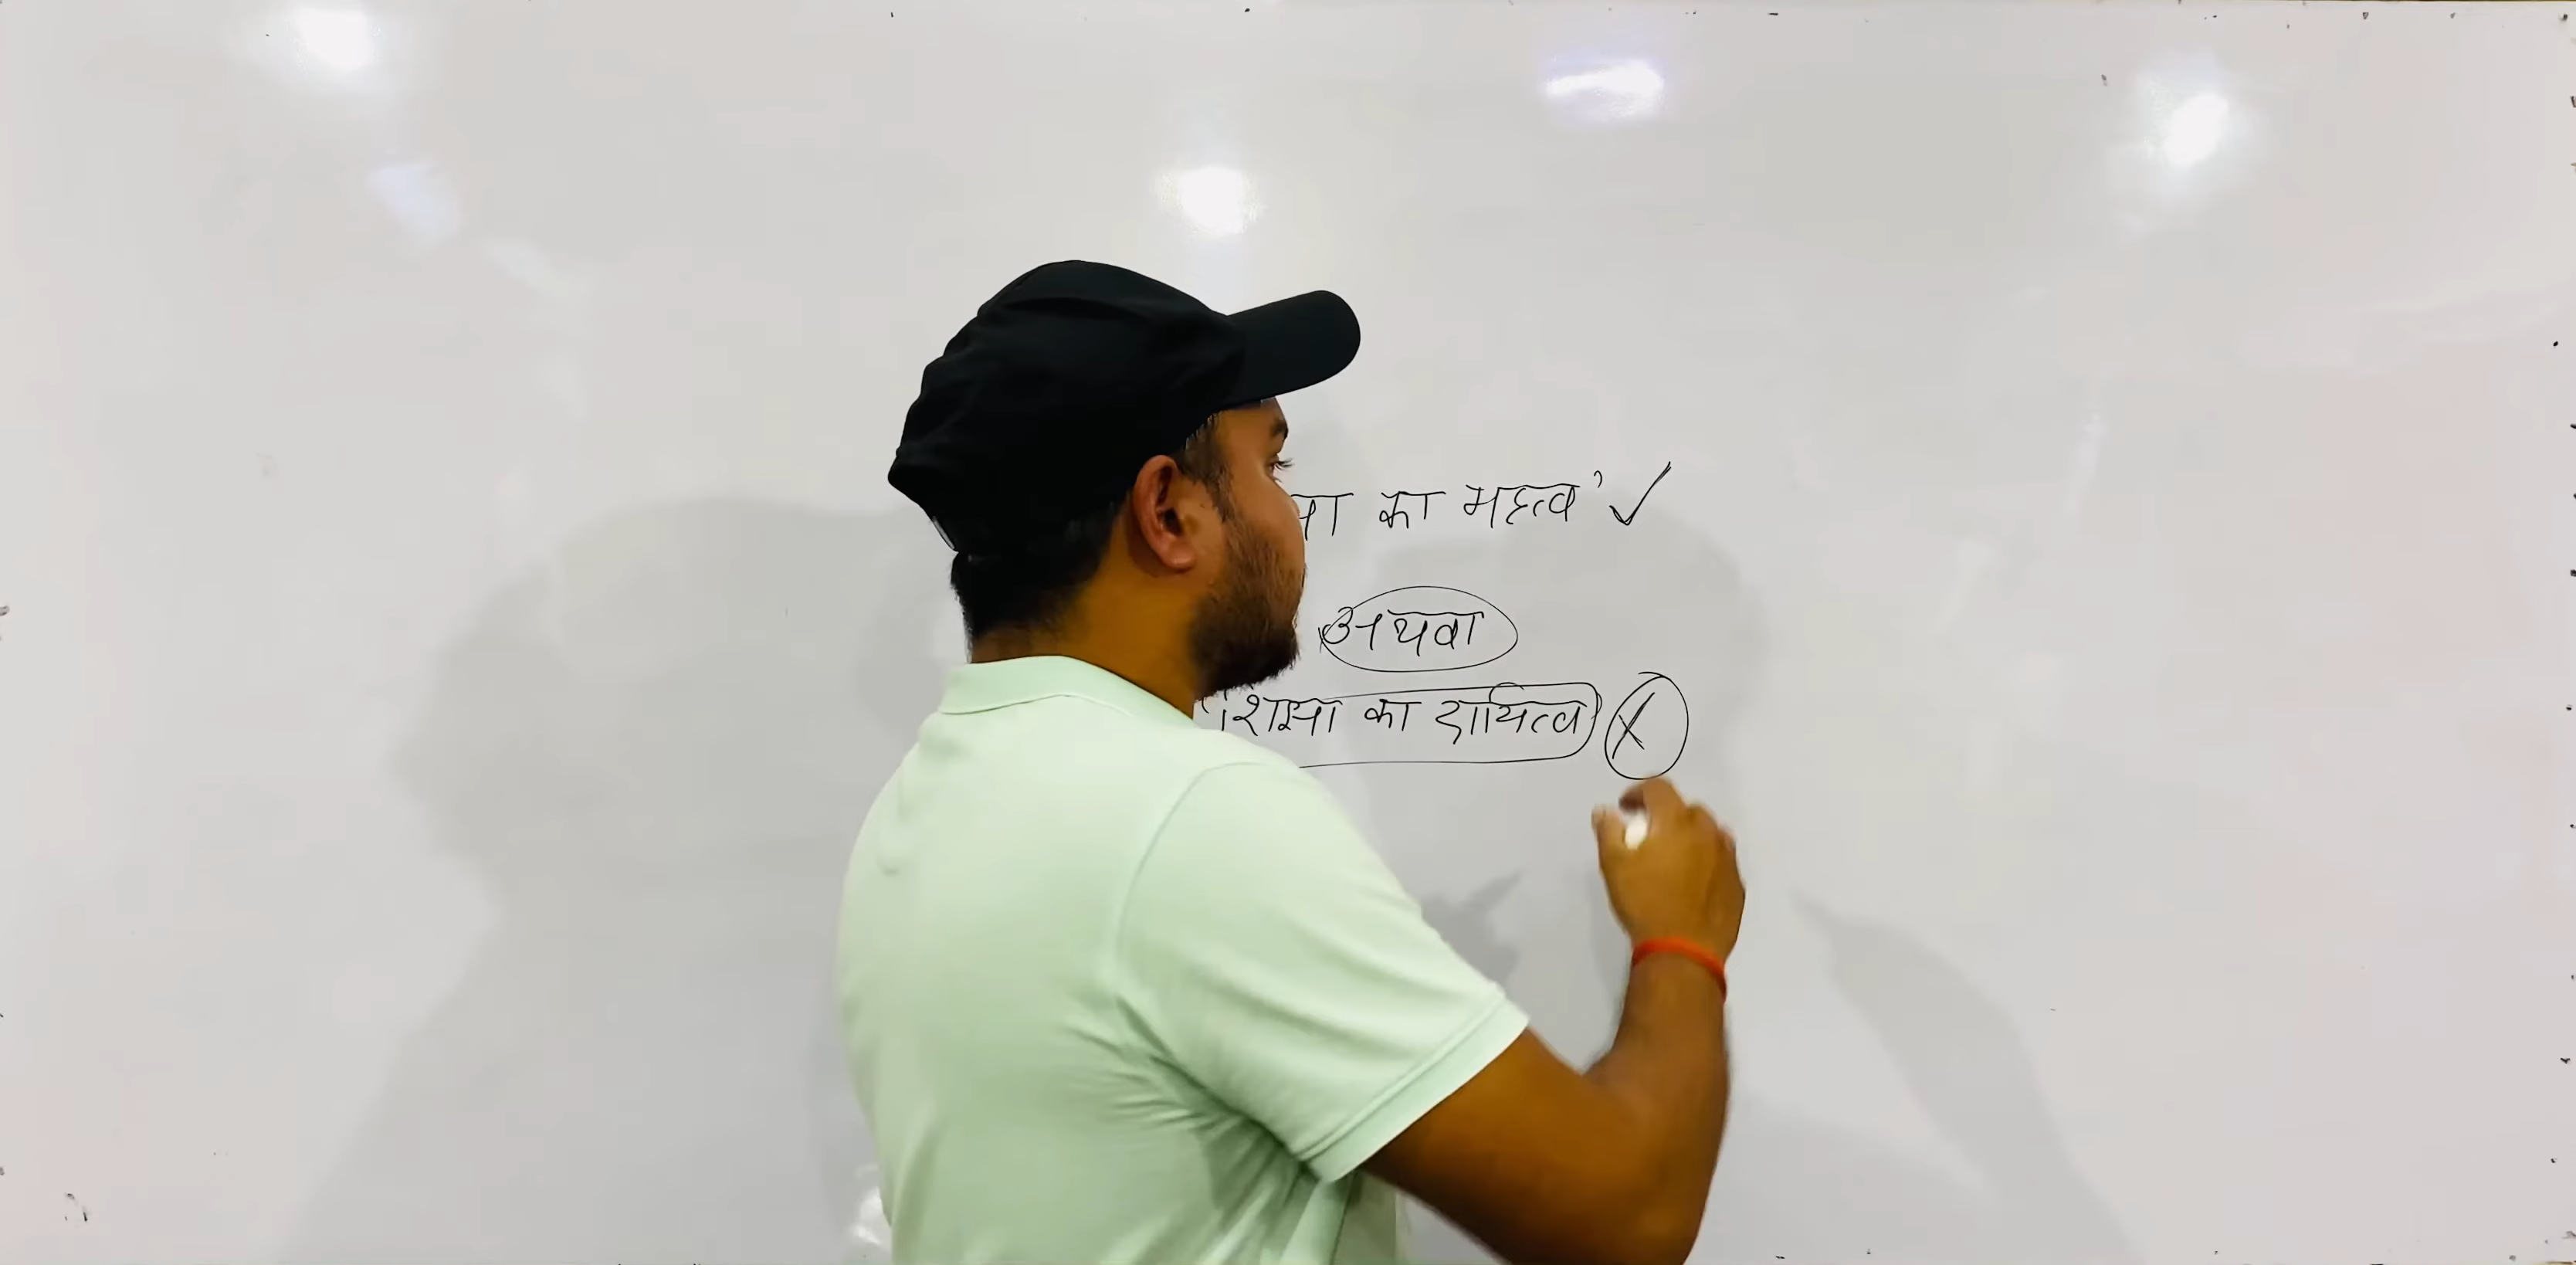 का महत्व' ✓
अथवा
'शिक्षा का दायित्व' X